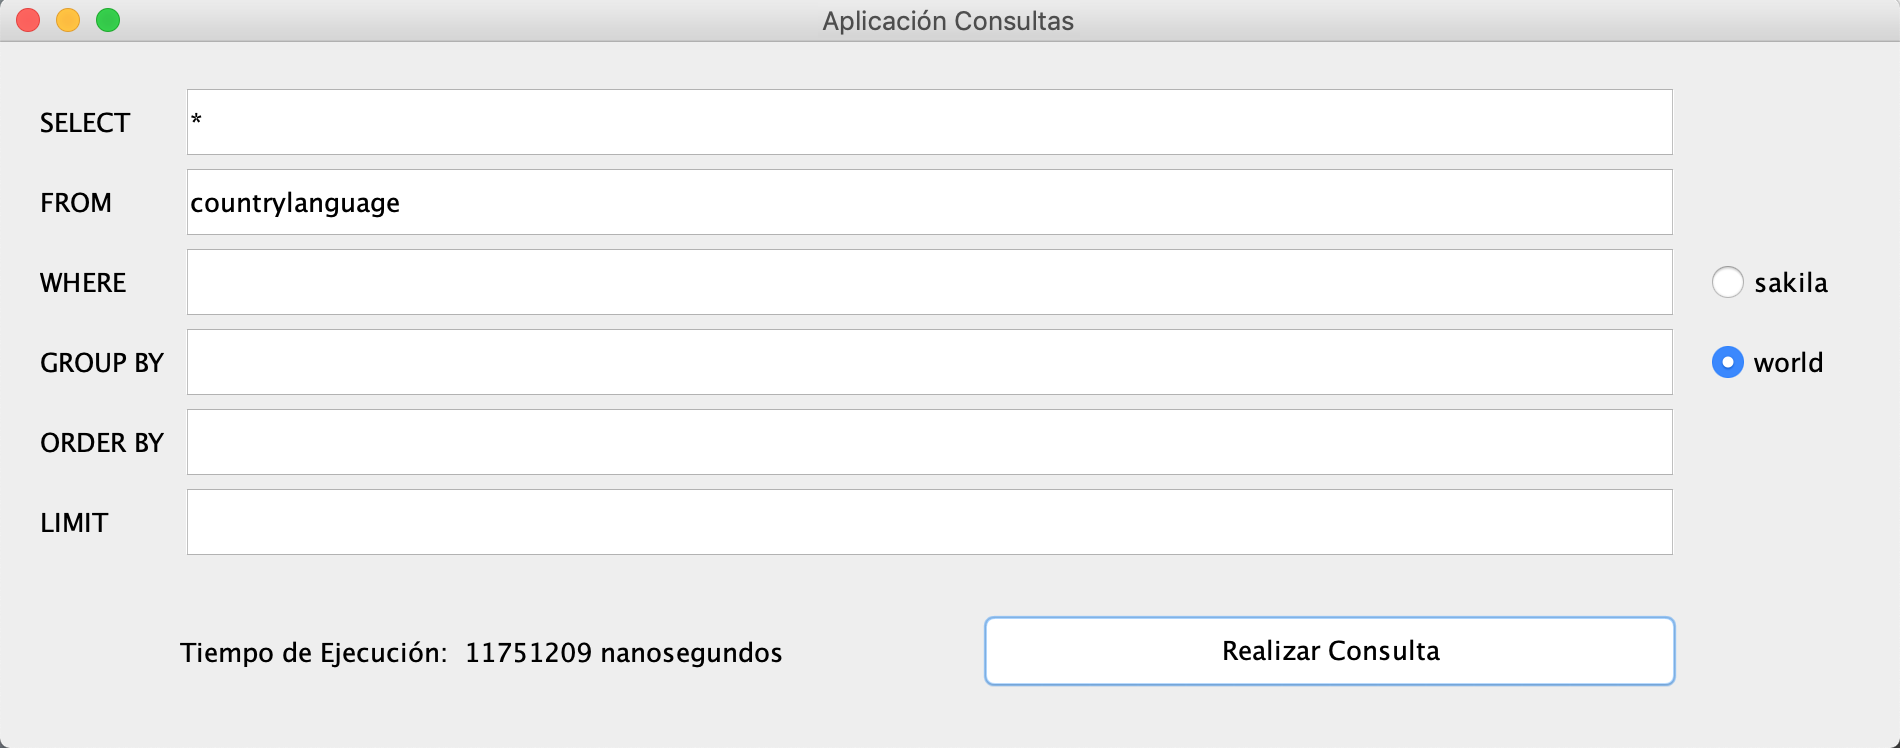 Aplicación Consultas
SELECT *
FROM countrylanguage
WHERE
sakila
GROUP BY
world
ORDER BY
LIMIT
Tiempo de Ejecución: 11751209 nanosegundos
Realizar Consulta